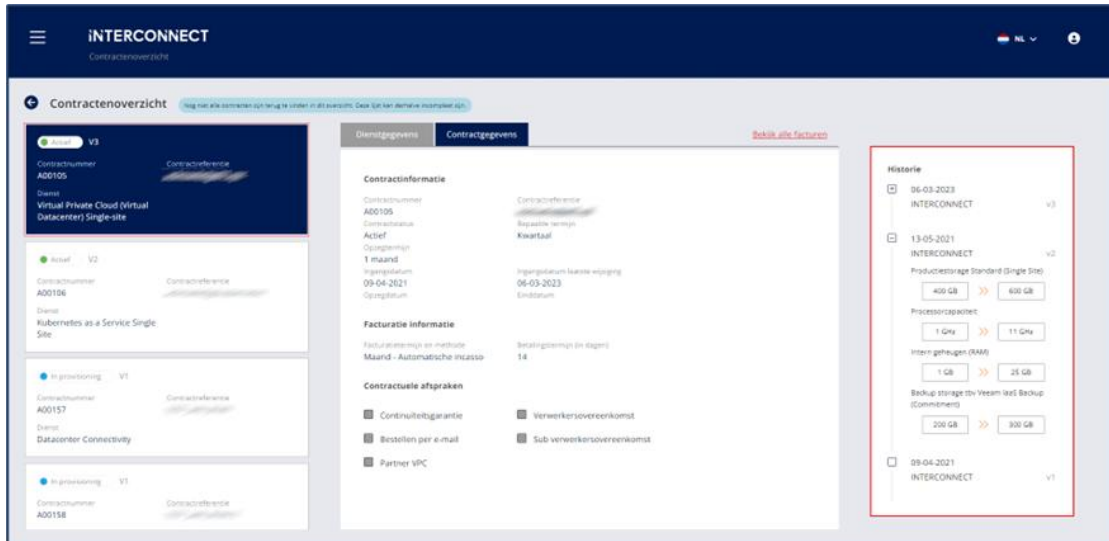 iNTERCONNECT
NL
Contractenoverzicht
Contractenoverzicht
Nog niet alle contracten zijn terug te vinden in dit overzicht. Deze lijst kan derhalve incompleet zijn.
Actief V3
Contractnummer Contractreferentie
A00105
Dienst
Virtual Private Cloud (Virtual
Datacenter) Single-site
Actief V2
Contractnummer Contractreferentie
A00106
Dienst
Kubernetes as a Service Single
Site
In provisioning V1
Contractnummer Contractreferentie
A00157
Dienst
Datacenter Connectivity
In provisioning V1
Contractnummer Contractreferentie
A00158
Dienstgegevens Contractgegevens Bekijk alle facturen
Contractinformatie
Contractnummer Contractreferentie
A00105
Contractstatus Bepaalde termijn
Actief Kwartaal
Opzegtermijn
1 maand
Ingangsdatum Ingangsdatum laatste wijziging
09-04-2021 06-03-2023
Opzegdatum Einddatum
Facturatie informatie
Facturatietermijn en methode Betalingstermijn (in dagen)
Maand - Automatische incasso 14
Contractuele afspraken
Continuïteitsgarantie Verwerkersovereenkomst
Bestellen per e-mail Sub verwerkersovereenkomst
Partner VPC
Historie
06-03-2023
INTERCONNECT v3
13-05-2021
INTERCONNECT v2
Productiestorage Standard (Single Site)
400 GB 600 GB
Processorcapaciteit
1 GHz 11 GHz
Intern geheugen (RAM)
1 GB 25 GB
Backup storage tbv Veeam IaaS Backup
(Commitment)
200 GB 300 GB
09-04-2021
INTERCONNECT v1